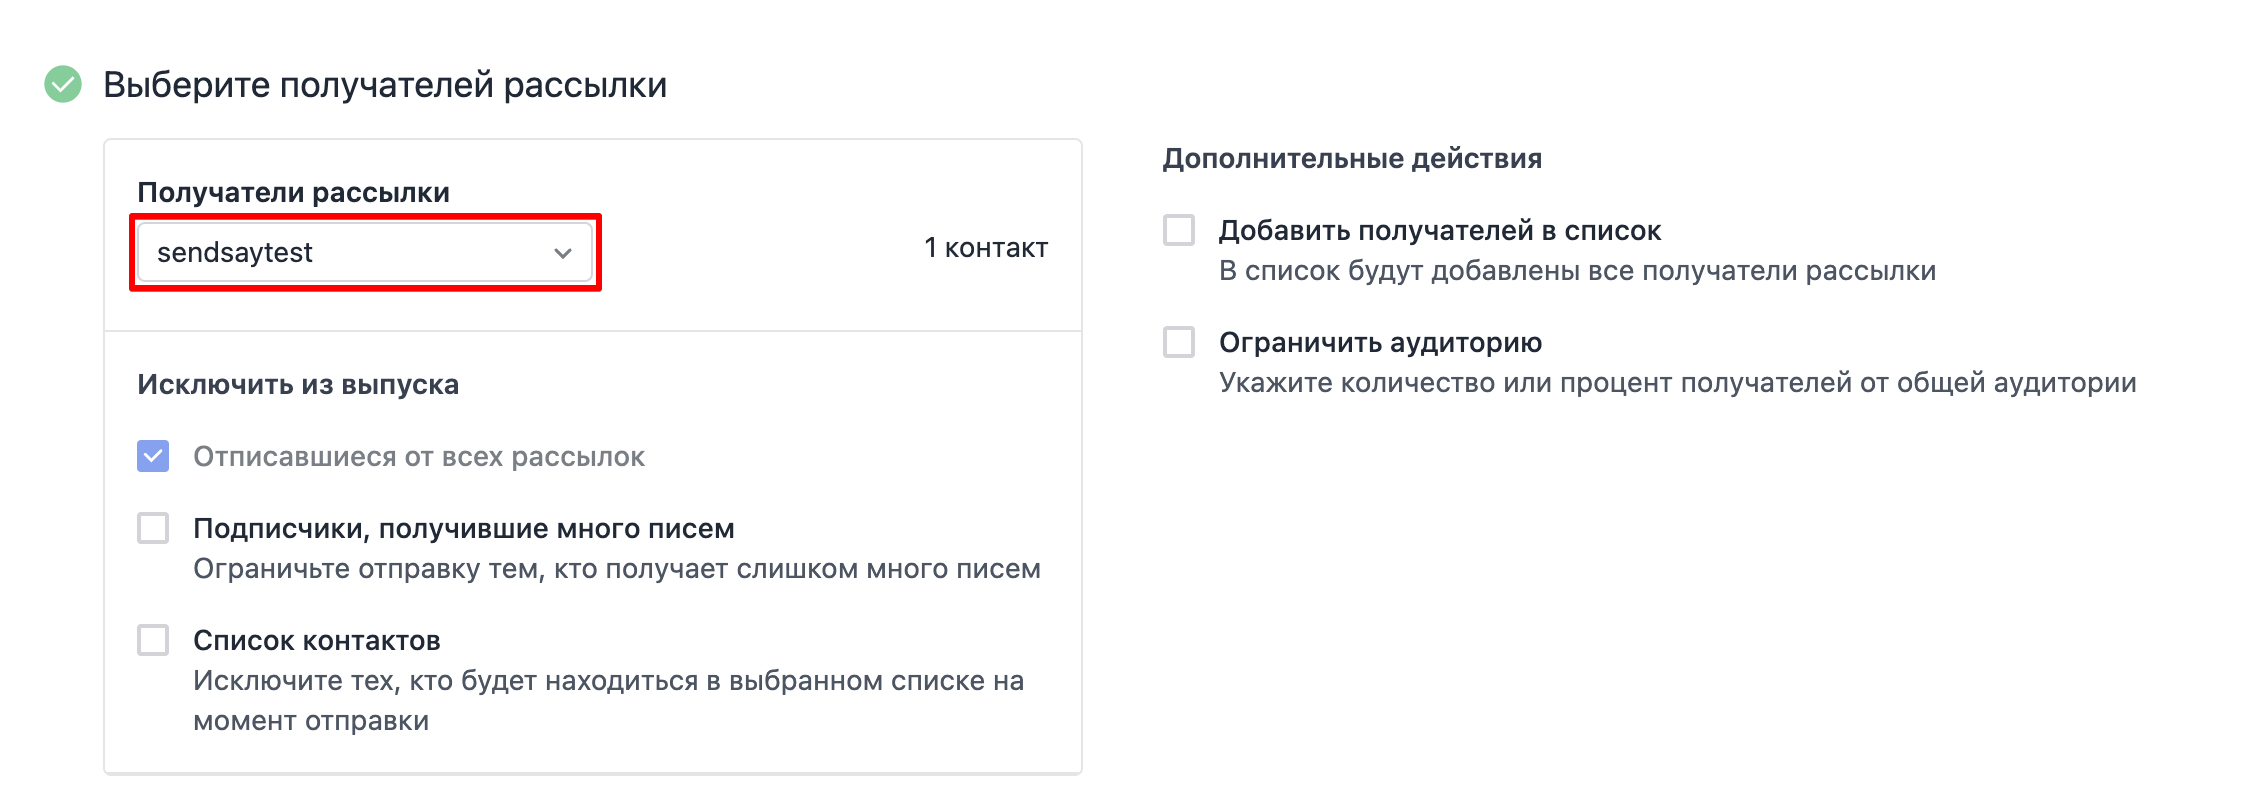 Выберите получателей рассылки
Получатели рассылки
sendsaytest
1 контакт
Исключить из выпуска
Отписавшиеся от всех рассылок
Подписчики, получившие много писем
Ограничьте отправку тем, кто получает слишком много писем
Список контактов
Исключите тех, кто будет находиться в выбранном списке на
момент отправки
Дополнительные действия
Добавить получателей в список
В список будут добавлены все получатели рассылки
Ограничить аудиторию
Укажите количество или процент получателей от общей аудитории